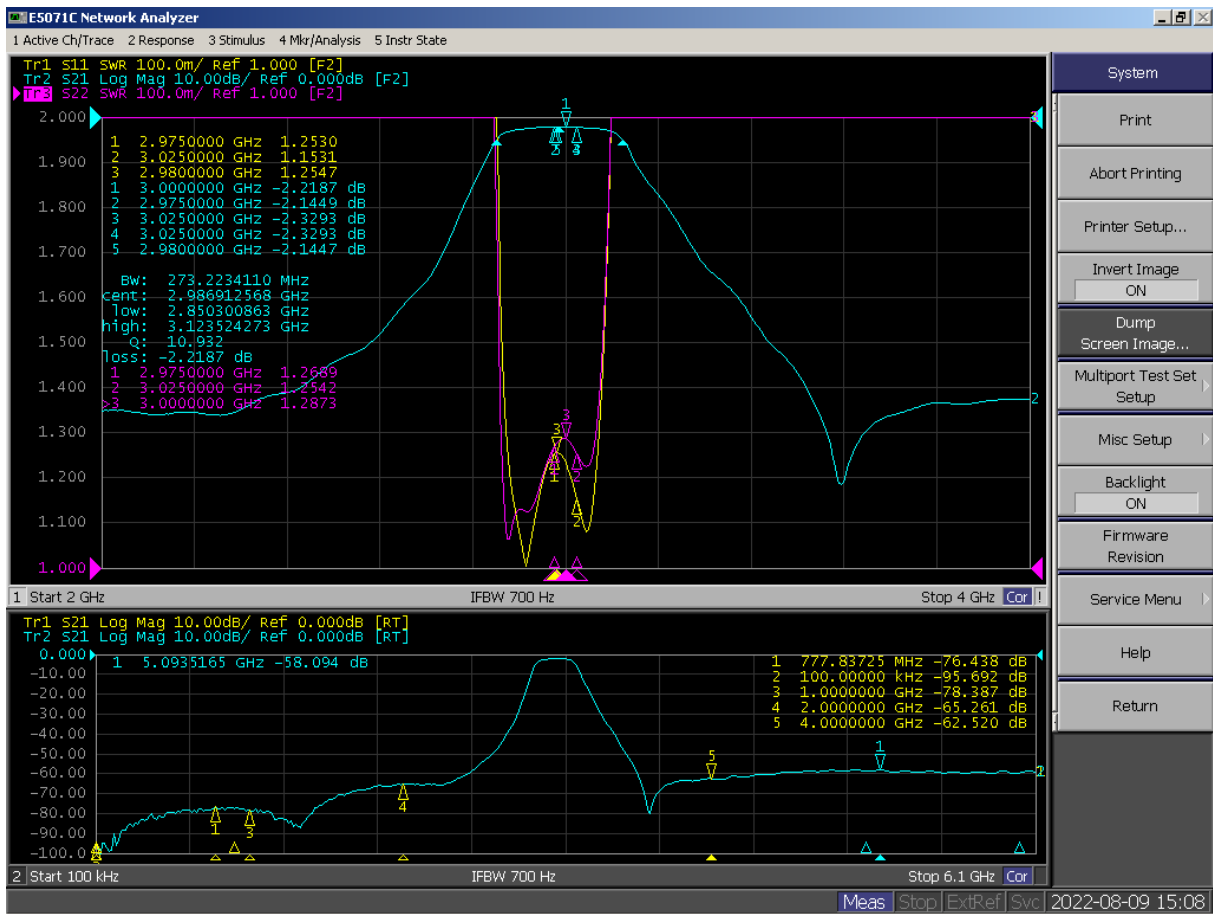 E5071C Network Analyzer
1 Active Ch/Trace 2 Response 3 Stimulus 4 Mkr/Analysis 5 Instr State
Tr1 S11 SWR 100.0m/ Ref 1.000 [F2]
Tr2 S21 Log Mag 10.00dB/ Ref 0.000dB [F2]
Tr3 S22 SWR 100.0m/ Ref 1.000 [F2]
2.000
1.900
1.800
1.700
1.600
1.500
1.400
1.300
1.200
1.100
1.000
1 2.9750000 GHz 1.2530
2 3.0250000 GHz 1.1531
3 2.9800000 GHz 1.2547
1 3.0000000 GHz -2.2187 dB
2 2.9750000 GHz -2.1449 dB
3 3.0250000 GHz -2.3293 dB
4 3.0250000 GHz -2.3293 dB
5 2.9800000 GHz -2.1447 dB
BW: 273.2234110 MHz
cent: 2.986912568 GHz
low: 2.850300863 GHz
high: 3.123524273 GHz
Q: 10.932
loss: -2.2187 dB
1 2.9750000 GHz 1.2689
2 3.0250000 GHz 1.2542
>3 3.0000000 GHz 1.2873
1
3
3
1
2
2
2
1 Start 2 GHz IFBW 700 Hz Stop 4 GHz Cor !
Tr1 S21 Log Mag 10.00dB/ Ref 0.000dB [RT]
Tr2 S21 Log Mag 10.00dB/ Ref 0.000dB [RT]
0.000
-10.00
-20.00
-30.00
-40.00
-50.00
-60.00
-70.00
-80.00
-90.00
-100.0
1 5.0935165 GHz -58.094 dB
1 777.83725 MHz -76.438 dB
2 100.00000 kHz -95.692 dB
3 1.0000000 GHz -78.387 dB
4 2.0000000 GHz -65.261 dB
5 4.0000000 GHz -62.520 dB
1
3
4
5
1
2 Start 100 kHz IFBW 700 Hz Stop 6.1 GHz Cor
System
Print
Abort Printing
Printer Setup...
Invert Image
ON
Dump
Screen Image...
Multiport Test Set
Setup
Misc Setup
Backlight
ON
Firmware
Revision
Service Menu
Help
Return
Meas Stop ExtRef Svc 2022-08-09 15:08